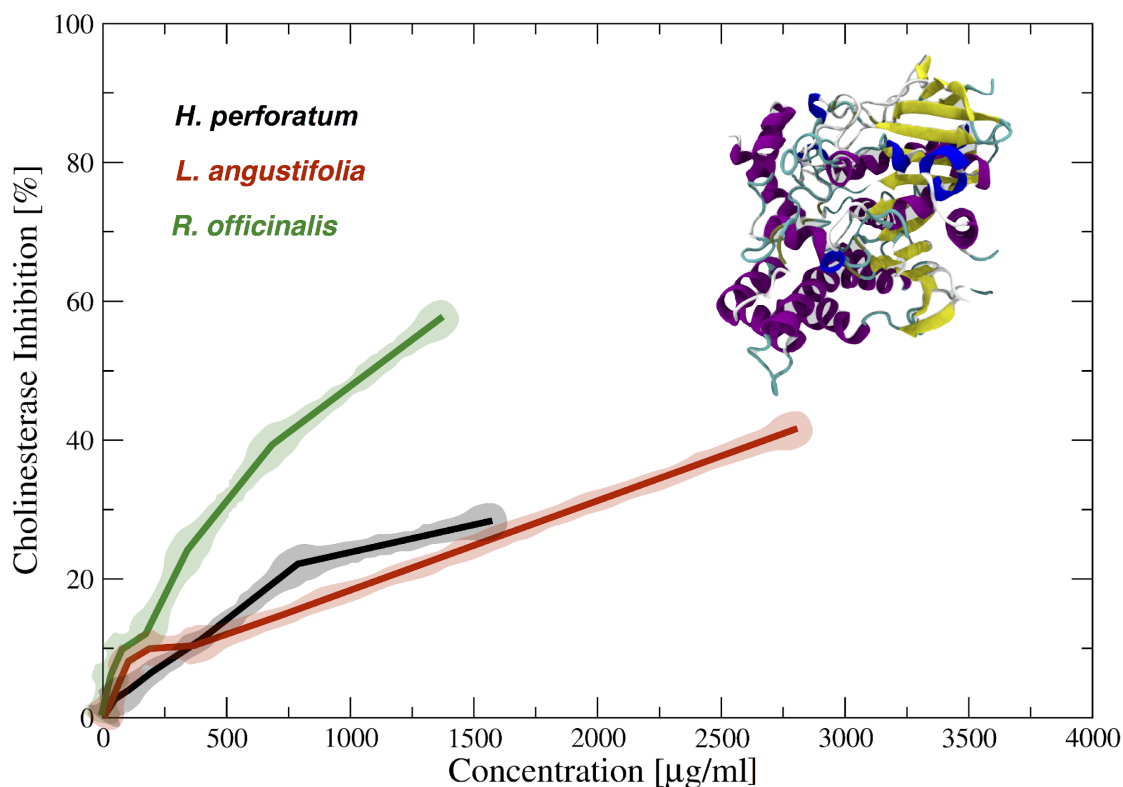 100
80
60
40
20
0
Cholinesterase Inhibition [%]
H. perforatum
L. angustifolia
R. officinalis
0 500 1000 1500 2000 2500 3000 3500 4000
Concentration [μg/ml]